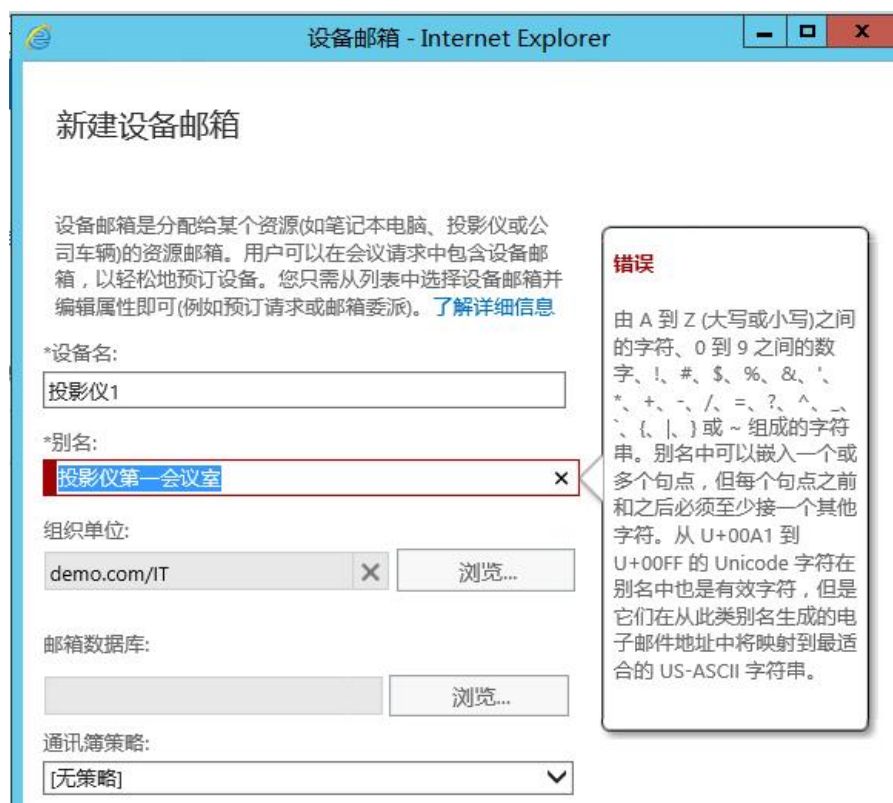 设备邮箱 - Internet Explorer
新建设备邮箱
设备邮箱是分配给某个资源(如笔记本电脑、投影仪或公
司车辆)的资源邮箱。用户可以在会议请求中包含设备邮
箱，以轻松地预订设备。您只需从列表中选择设备邮箱并
编辑属性即可(例如预订请求或邮箱委派)。了解详细信息
*设备名:
投影仪1
*别名:
投影仪第一会议室
组织单位:
demo.com/IT
浏览...
邮箱数据库:
浏览...
通讯簿策略:
[无策略]
错误
由 A 到 Z (大写或小写)之间
的字符、0 到 9 之间的数
字、!、#、$、%、&、'、
*、+、-、/、=、?、^、_、
`、{、|、} 或 ~ 组成的字符
串。别名中可以嵌入一个或
多个句点，但每个句点之前
和之后必须至少接一个其他
字符。从 U+00A1 到
U+00FF 的 Unicode 字符在
别名中也是有效字符，但是
它们在从此类别名生成的电
子邮件地址中将映射到最适
合的 US-ASCII 字符串。